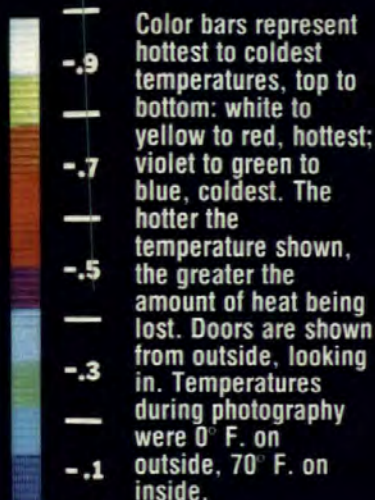 -.9
-.7
-.5
-.3
-.1
Color bars represent
hottest to coldest
temperatures, top to
bottom: white to
yellow to red, hottest;
violet to green to
blue, coldest. The
hotter the
temperature shown,
the greater the
amount of heat being
lost. Doors are shown
from outside, looking
in. Temperatures
during photography
were 0° F. on
outside, 70° F. on
inside.